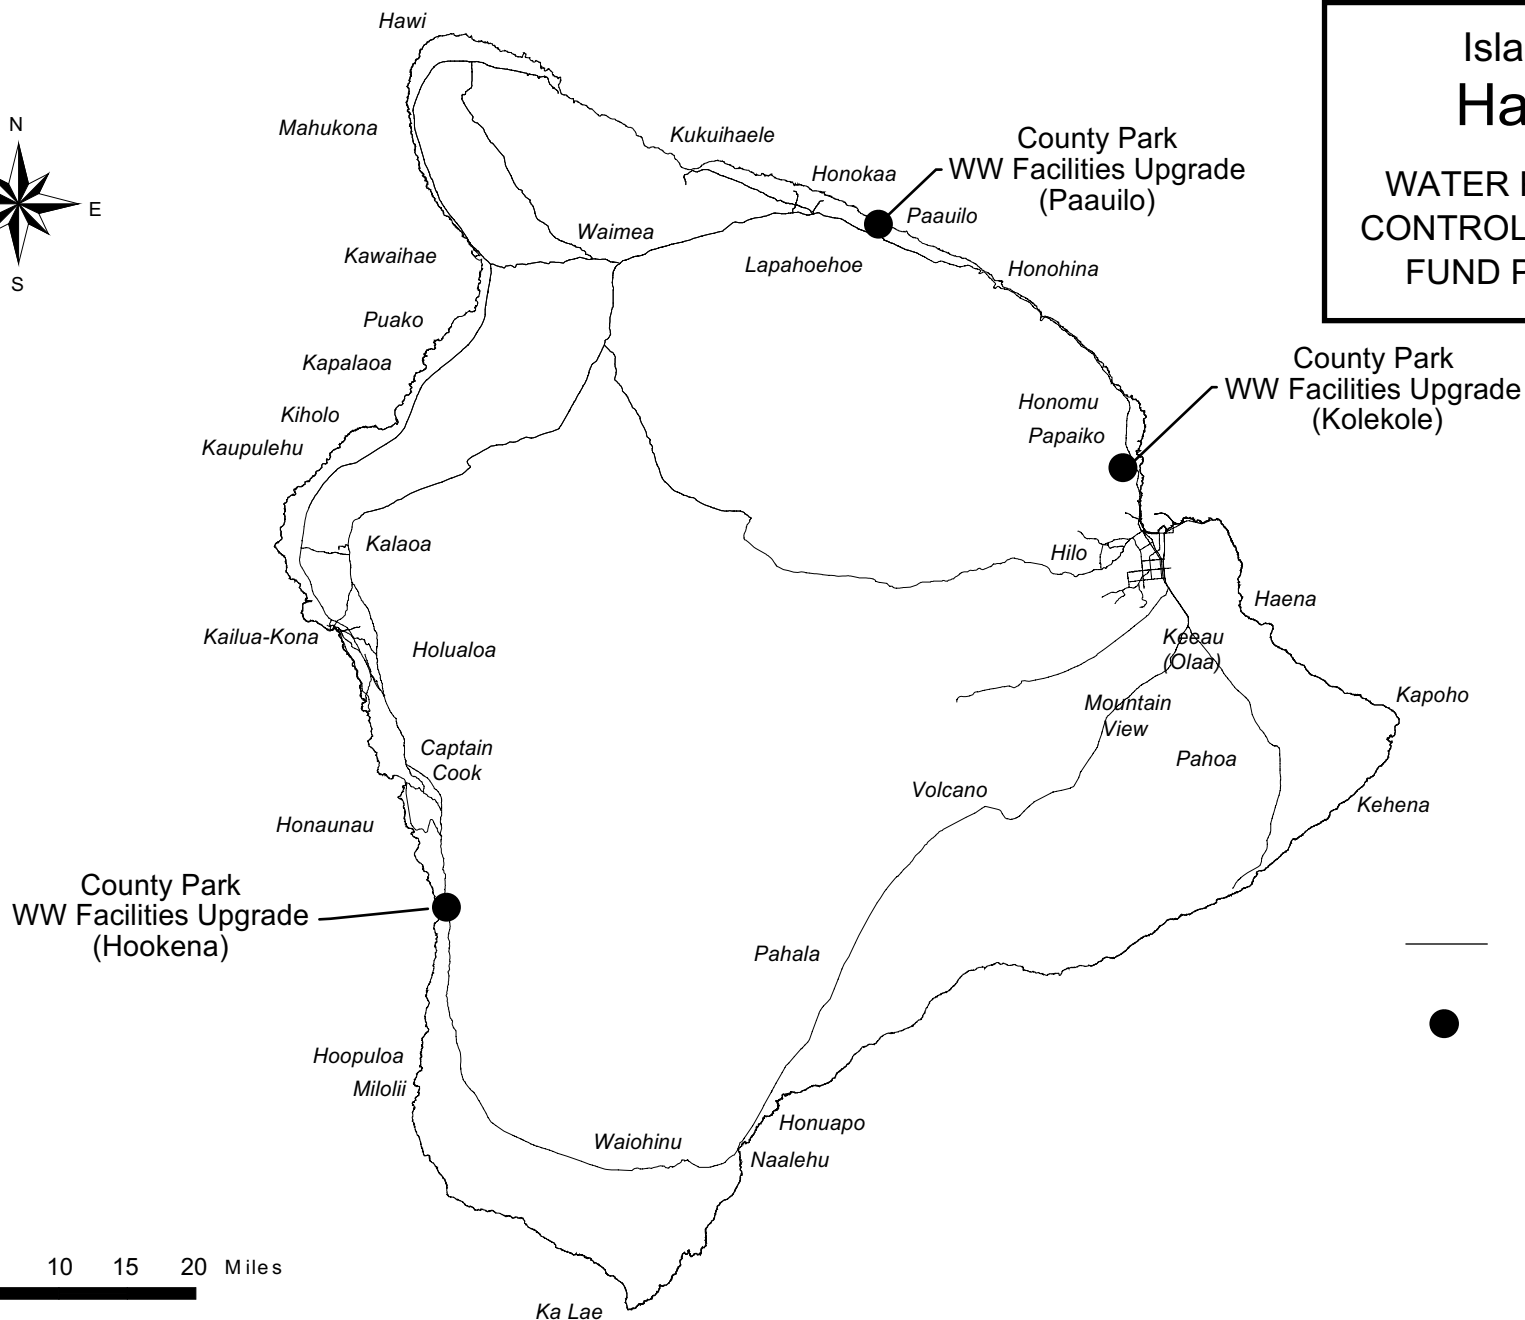 Hawi
Mahukona
N
E
S
Kukuihaele
Honokaa
County Park
WW Facilities Upgrade
(Paauilo)
Paauilo
Waimea
Kawaihae
Lapahoehoe
Honohina
Puako
Kapalaoa
Kiholo
Kaupulehu
Honomu
Papaiko
County Park
WW Facilities Upgrade
(Kolekole)
Kalaoa
Hilo
Haena
Kailua-Kona
Holualoa
Keeau
(Olaa)
Kapoho
Mountain
View
Captain
Cook
Pahoa
Volcano
Kehena
Honaunau
County Park
WW Facilities Upgrade
(Hookena)
Pahala
Hoopuloa
Milolii
Honuapo
Waiohinu
Naalehu
10 15 20 Miles
Ka Lae
WATER
CONTROL
FUND